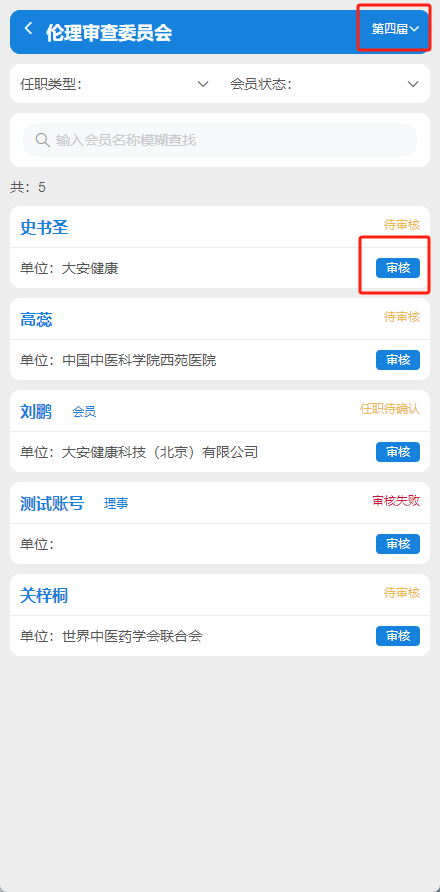 伦理审查委员会 第四届
任职类型： 会员状态：
输入会员名称模糊查找
共：5
史书圣 待审核
单位：大安健康 审核
高蕊 待审核
单位：中国中医科学院西苑医院 审核
刘鹏 会员 任职待确认
单位：大安健康科技（北京）有限公司 审核
测试账号 理事 审核失败
单位： 审核
关梓桐 待审核
单位：世界中医药学会联合会 审核